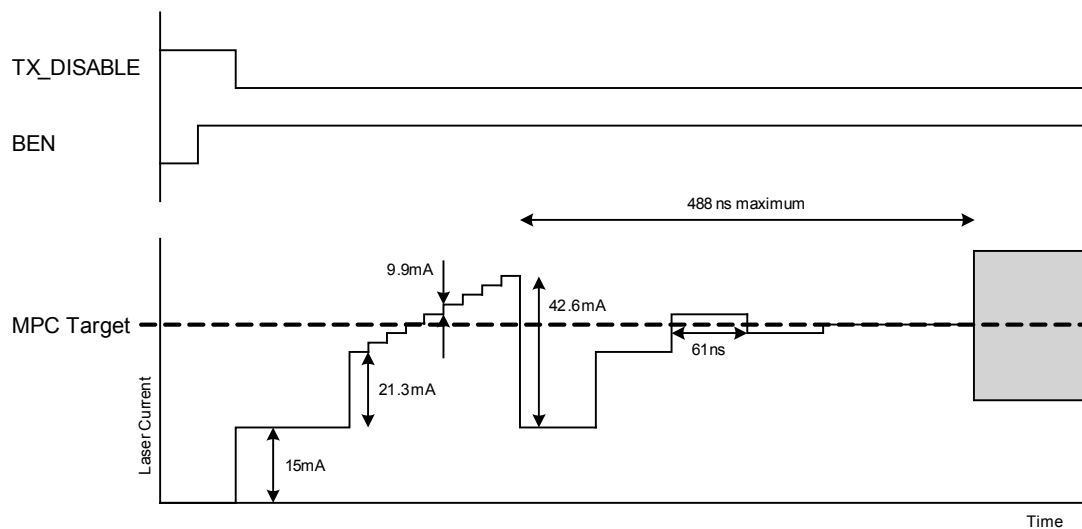 TX_DISABLE
BEN
488 ns maximum
9.9mA
42.6mA
MPC Target
61ns
21.3mA
Laser Current
15mA
Time